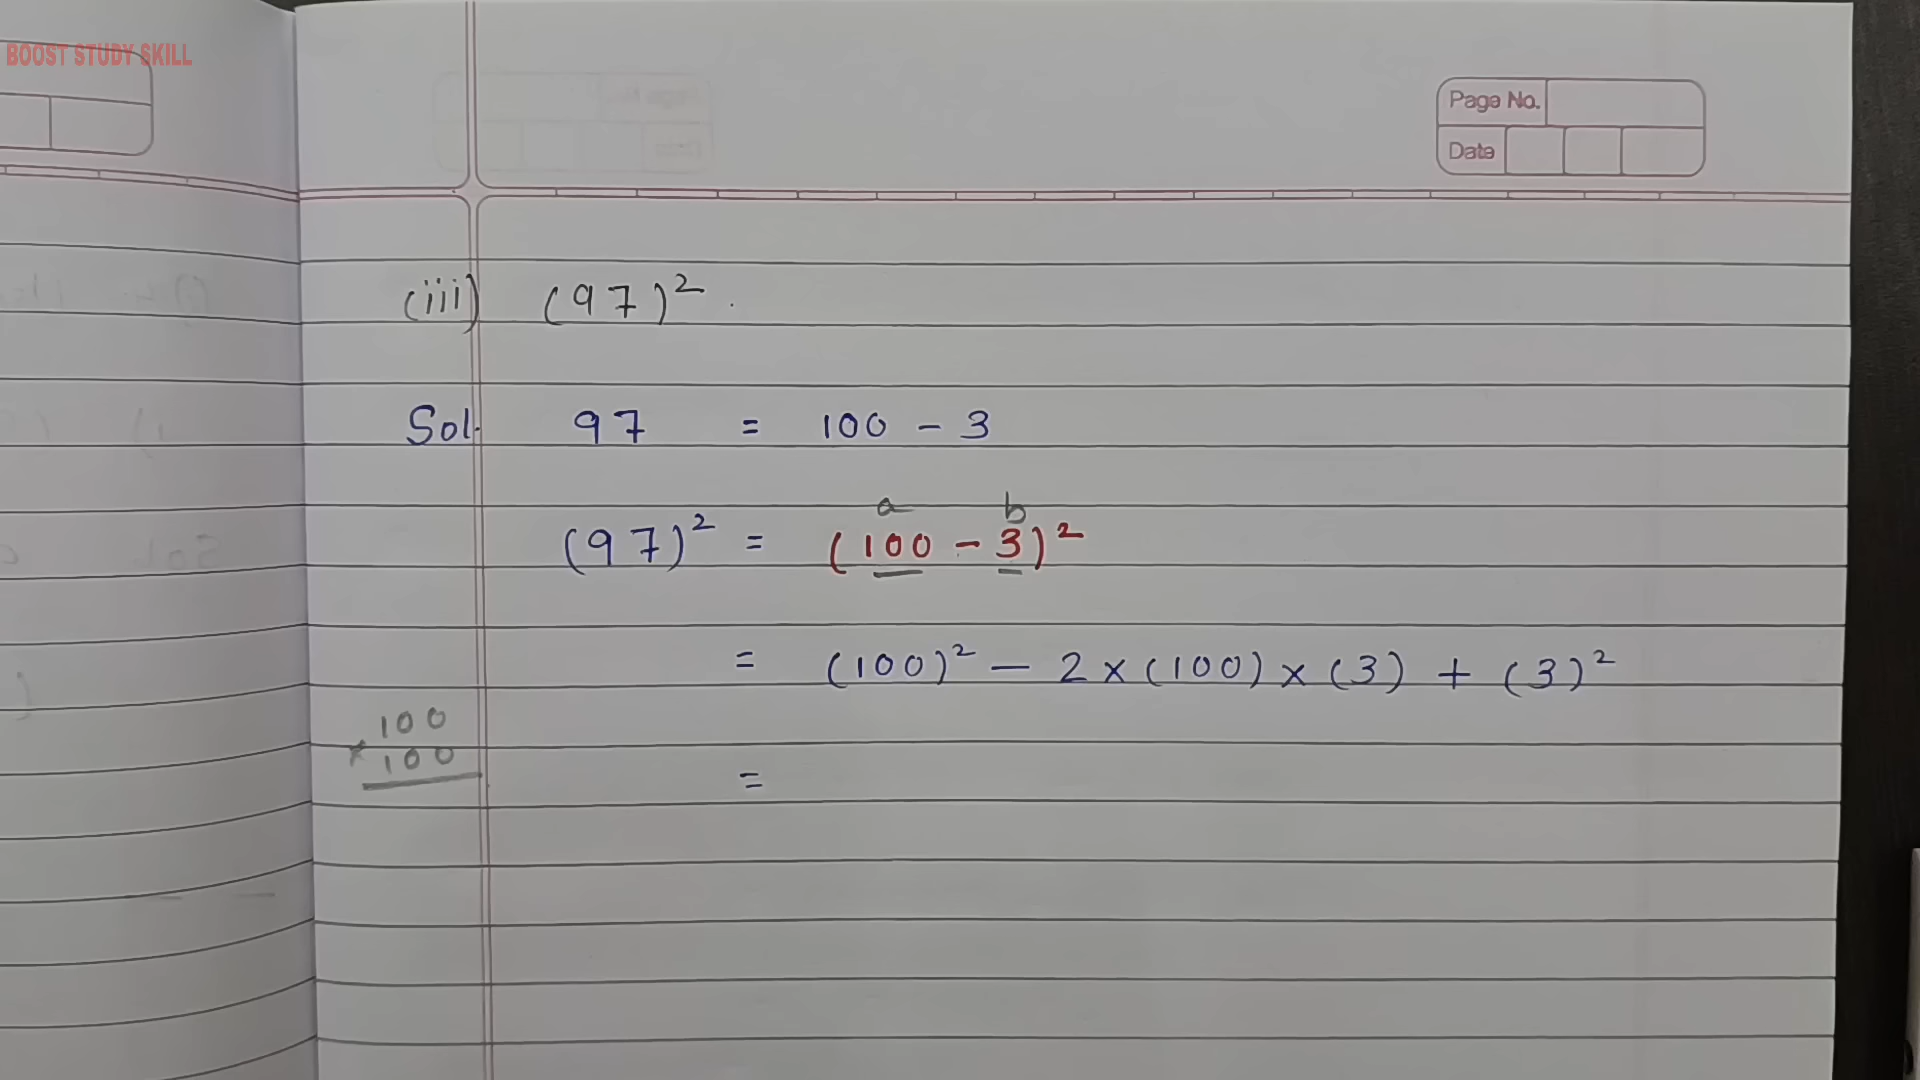 BOOST STUDY SKILL
Page No.
Date
(iii) (97)².
Sol. 97 = 100 - 3
a b
(97)² = (100 - 3)²
= (100)² - 2 × (100) × (3) + (3)²
100
× 100
=